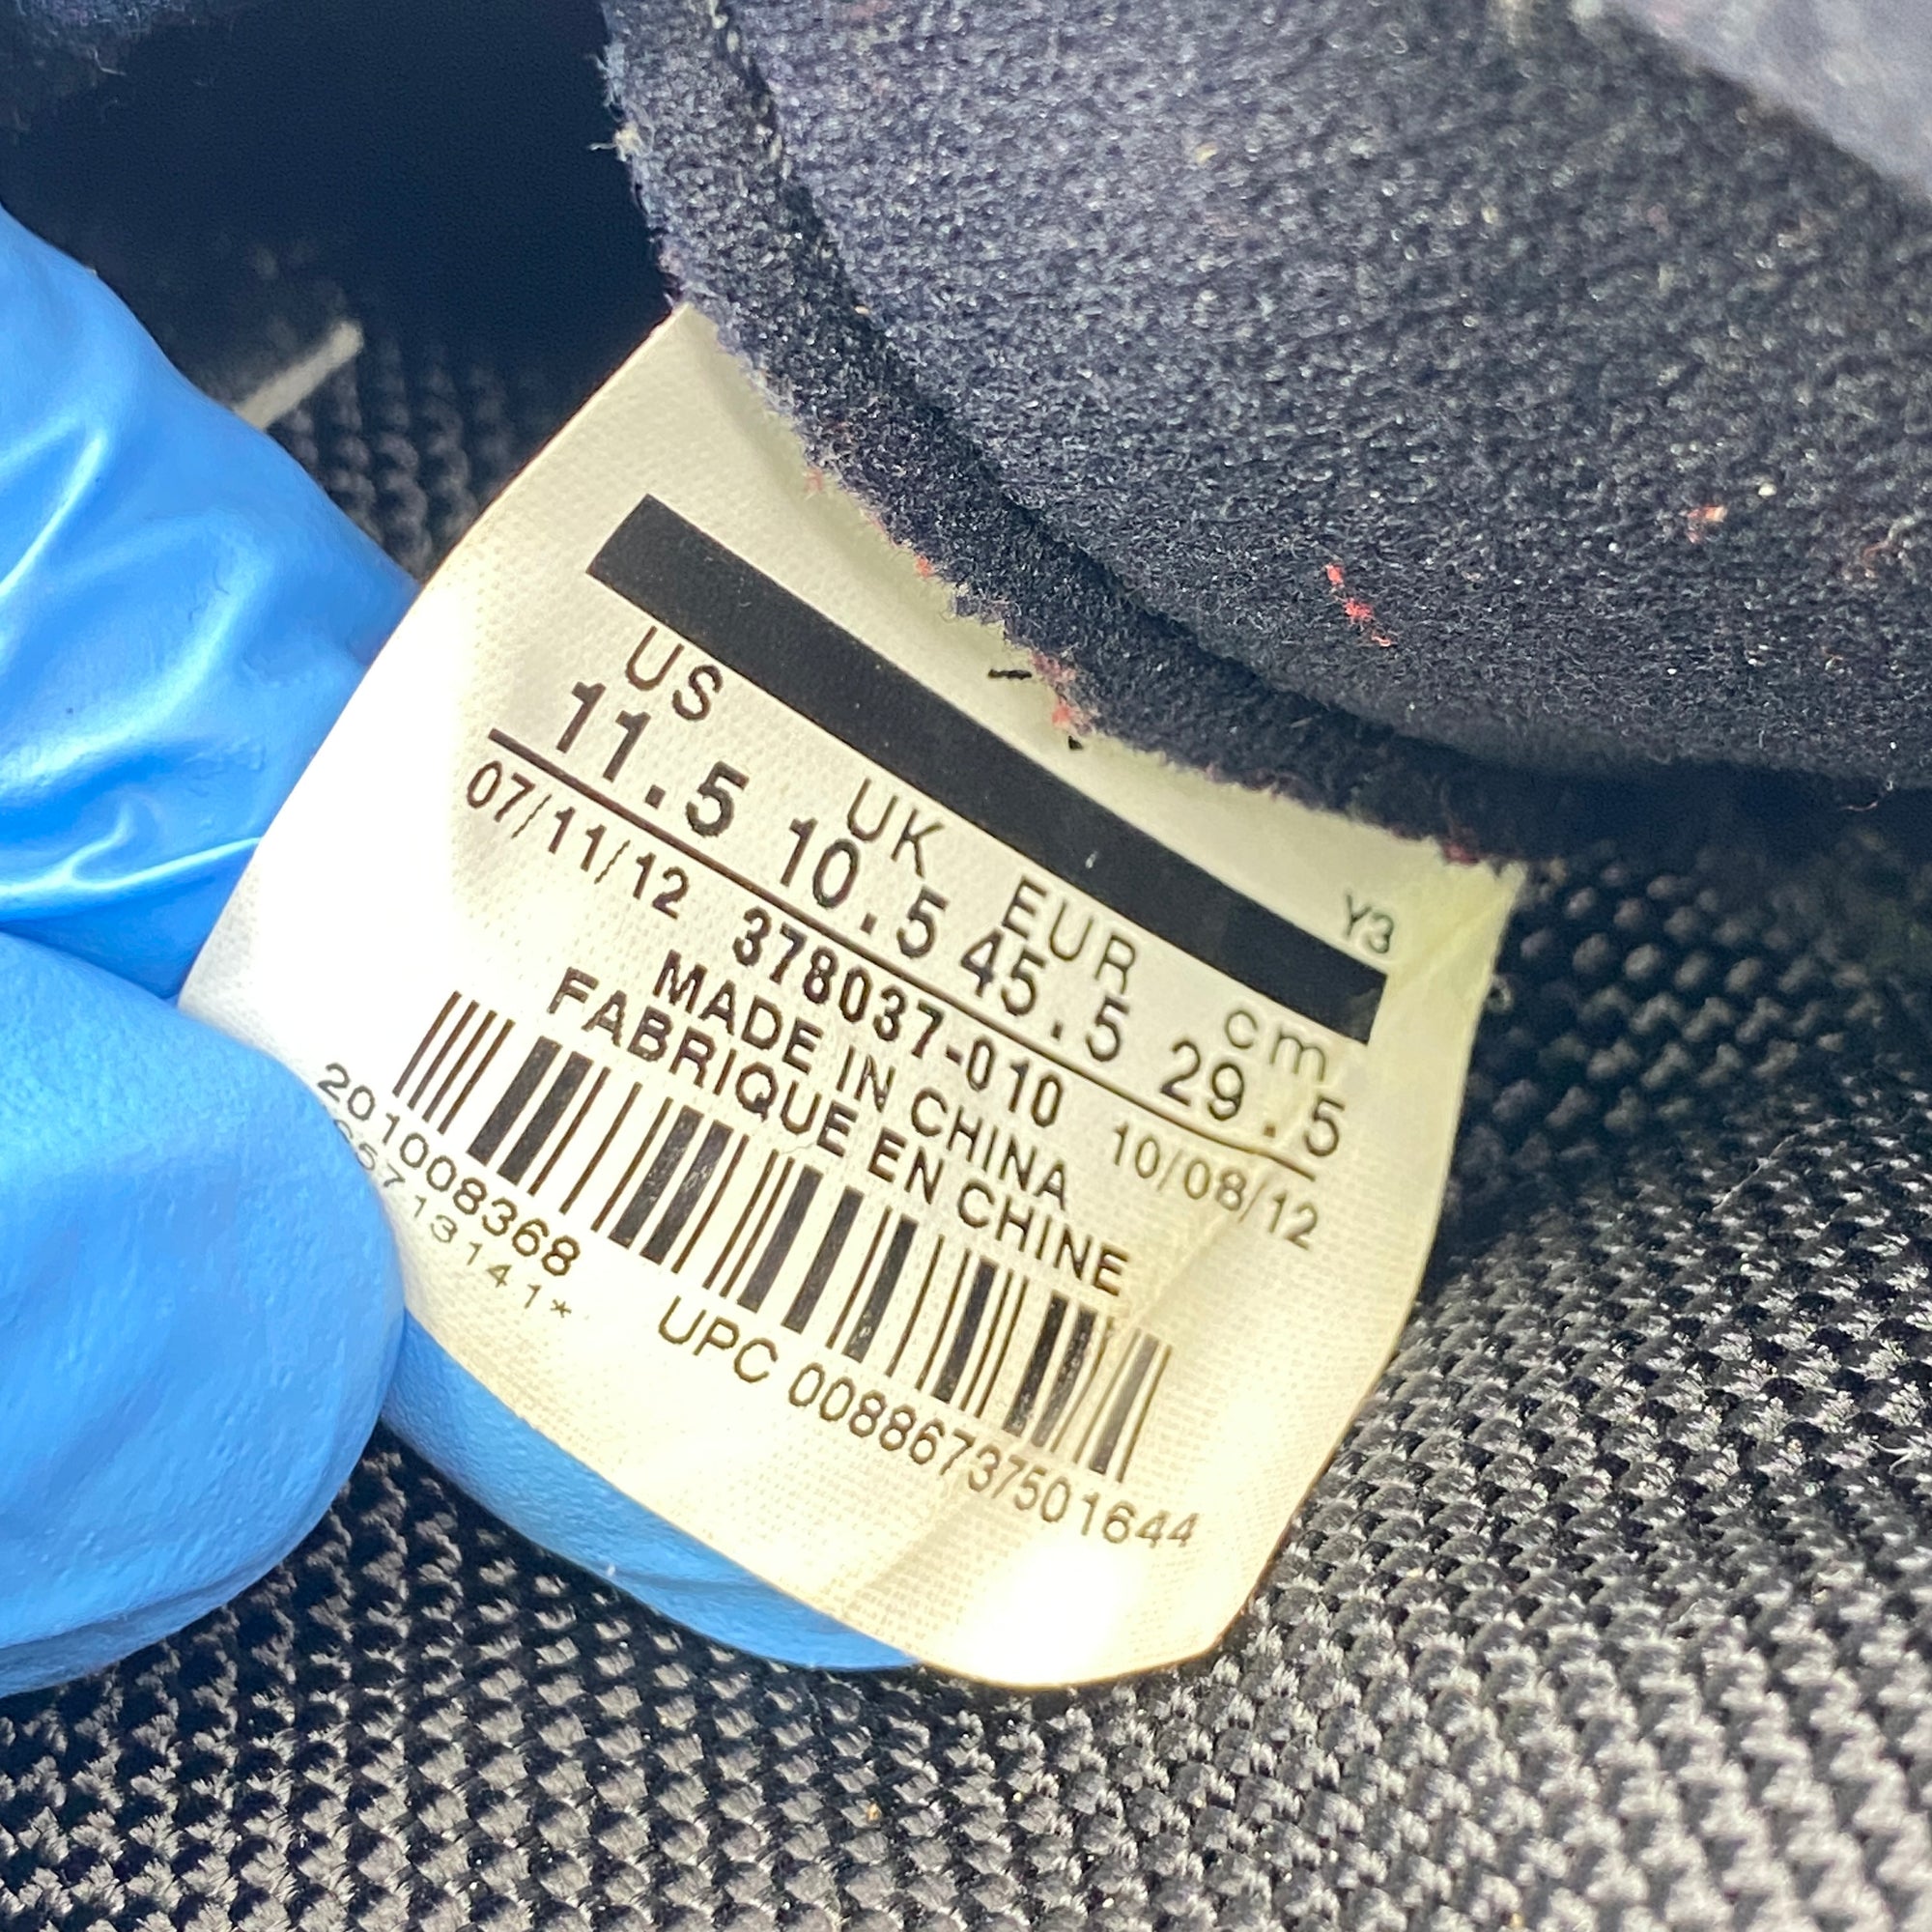 Y3
US UK EUR cm
11.5 10.5 45.5 29.5
07/11/12 378037-010 10/08/12
MADE IN CHINA
FABRIQUE EN CHINE
2010008368 UPC 00886737501644